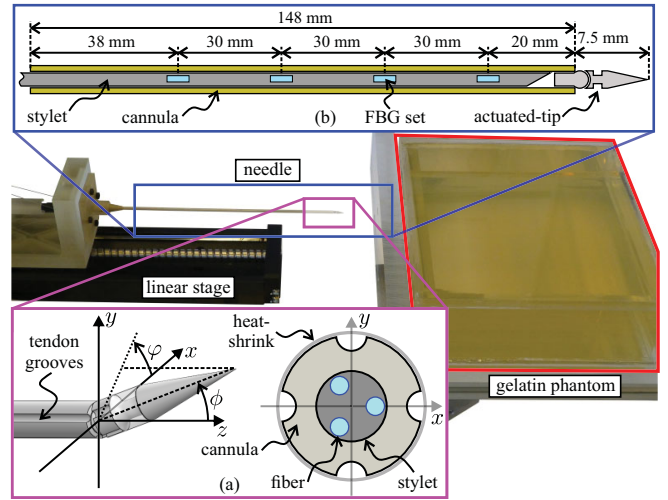 148 mm
38 mm
30 mm
30 mm
30 mm
20 mm
7.5 mm
stylet
cannula
FBG set
actuated-tip
(b)
needle
linear stage
gelatin phantom
tendon
grooves
y
φ
x
ϕ
z
(a)
heat-
shrink
y
x
cannula
fiber
stylet